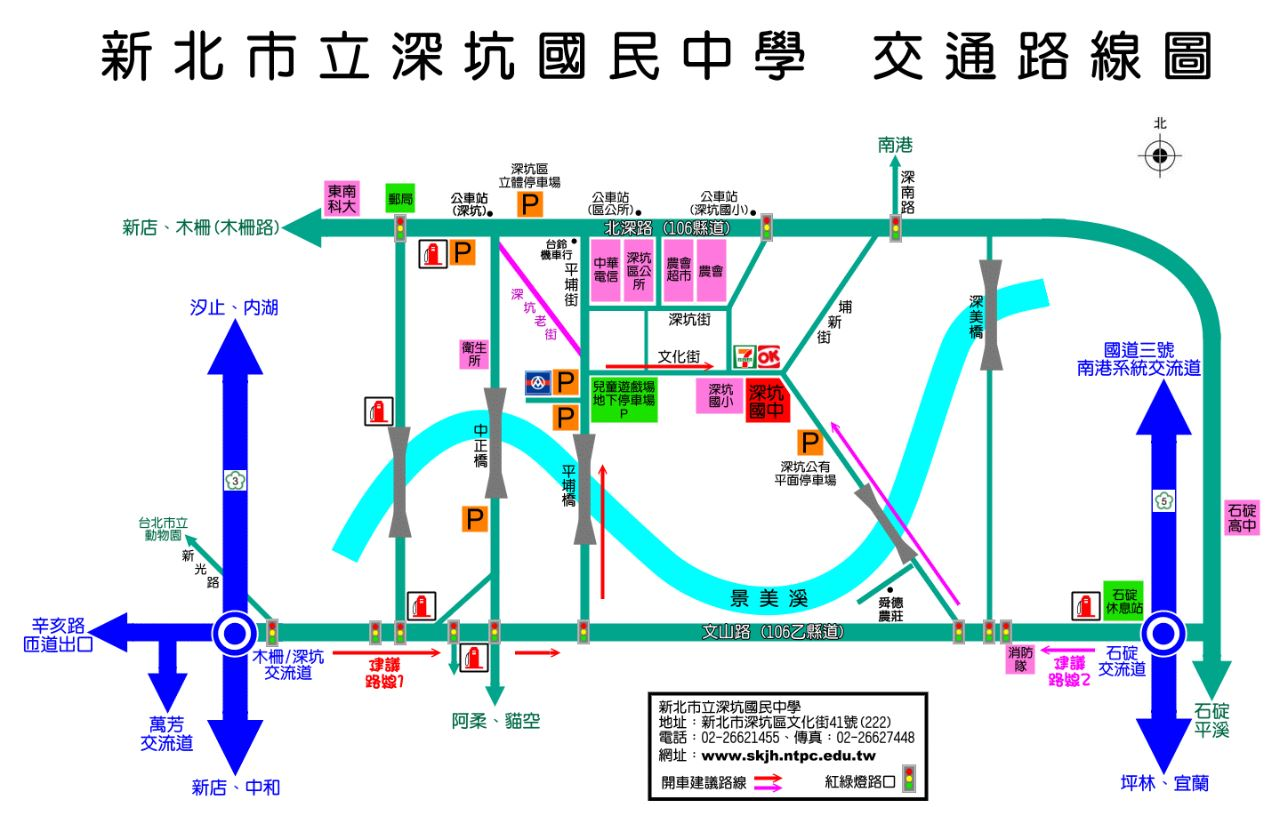 新北市立深坑國民中學 交通路線圖
北
南港
深南路
東南
科大
郵局
公車站
(深坑)
深坑區
立體停車場
P
公車站
(區公所)
公車站
(深坑國小)
新店、木柵(木柵路)
北深路 (106縣道)
P
台鈴
機車行
平埔街
中華
電信
深坑
區公
所
農會
超市
農會
深坑老街
深坑街
埔新街
深美橋
汐止、內湖
衛生所
文化街
7
ELEVEN
OK
國道三號
南港系統交流道
P
兒童遊戲場
地下停車場
P
深坑
國小
深坑
國中
P
中正橋
平埔橋
P
深坑公有
平面停車場
3
5
P
台北市立
動物園
新光路
石碇
高中
景美溪
舜德
農莊
石碇
休息站
辛亥路
匝道出口
木柵/深坑
交流道
建議
路線1
文山路 (106乙縣道)
消防
隊
建議
路線2
石碇
交流道
萬芳
交流道
阿柔、貓空
石碇
平溪
新店、中和
坪林、宜蘭
新北市立深坑國民中學
地址：新北市深坑區文化街41號(222)
電話：02-26621455、傳真：02-26627448
網址：www.skjh.ntpc.edu.tw
開車建議路線
紅綠燈路口